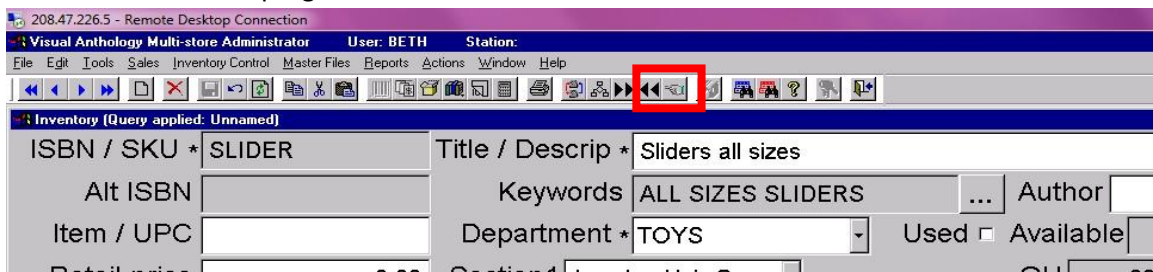 208.47.226.5 - Remote Desktop Connection
Visual Anthology Multi-store Administrator User: BETH Station:
File Edit Tools Sales Inventory Control Master Files Reports Actions Window Help
Inventory (Query applied: Unnamed)
ISBN / SKU * SLIDER Title / Descrip * Sliders all sizes
Alt ISBN Keywords ALL SIZES SLIDERS ... Author
Item / UPC Department * TOYS Used Available
Retail price